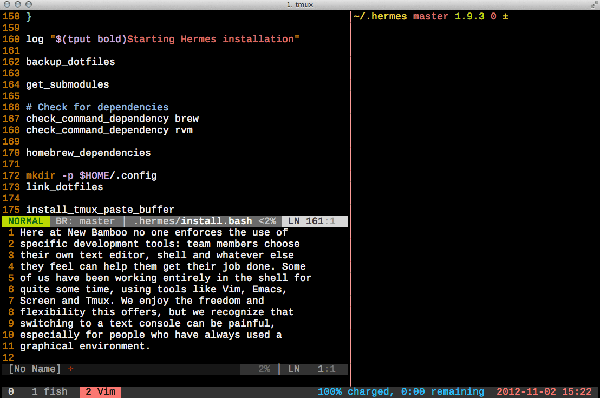 1. tmux
158 }
159
160 log "$(tput bold)Starting Hermes installation"
161
162 backup_dotfiles
163
164 get_submodules
165
166 # Check for dependencies
167 check_command_dependency brew
168 check_command_dependency rvm
169
170 homebrew_dependencies
171
172 mkdir -p $HOME/.config
173 link_dotfiles
174
175 install_tmux_paste_buffer
NORMAL BR: master | .hermes/install.bash <2% LN 161:1
1 Here at New Bamboo no one enforces the use of
2 specific development tools: team members choose
3 their own text editor, shell and whatever else
4 they feel can help them get their job done. Some
5 of us have been working entirely in the shell for
6 quite some time, using tools like Vim, Emacs,
7 Screen and Tmux. We enjoy the freedom and
8 flexibility this offers, but we recognize that
9 switching to a text console can be painful,
10 especially for people who have always used a
11 graphical environment.
12
[No Name] + 2% LN 1:1
~/.hermes master 1.9.3 0 ±
0 1 fish 2 Vim 100% charged, 0:00 remaining 2012-11-02 15:22